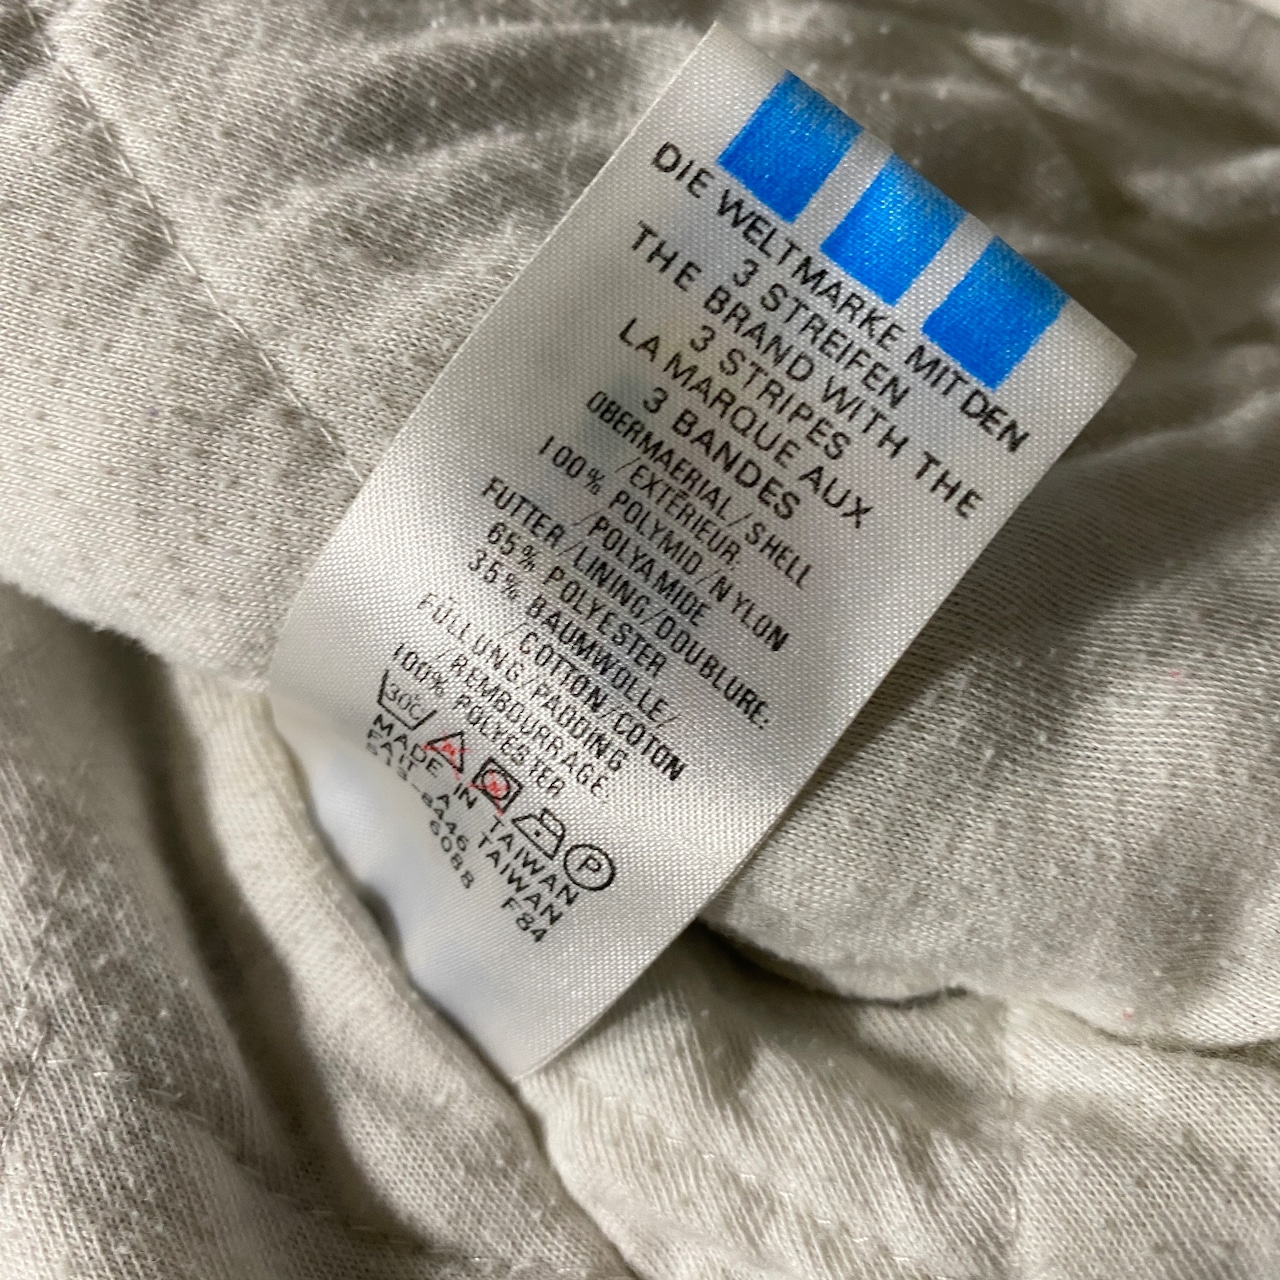 DIE WELTMARKE MIT DEN
3 STREIFEN
THE BRAND WITH THE
3 STRIPES
LA MARQUE AUX
3 BANDES
OBERMAERIAL/SHELL
/EXTÉRIEUR.
100% POLYMID/NYLON
/POLYAMIDE
FUTTER/LINING/DOUBLURE.
65% POLYESTER
35% BAUMWOLLE/
/COTTON/COTON
FÜLLUNG/PADDING
/REMBOURRAGE.
100% POLYESTER
30C P
MADE IN TAIWAN
A TAIWAN
F84
6088